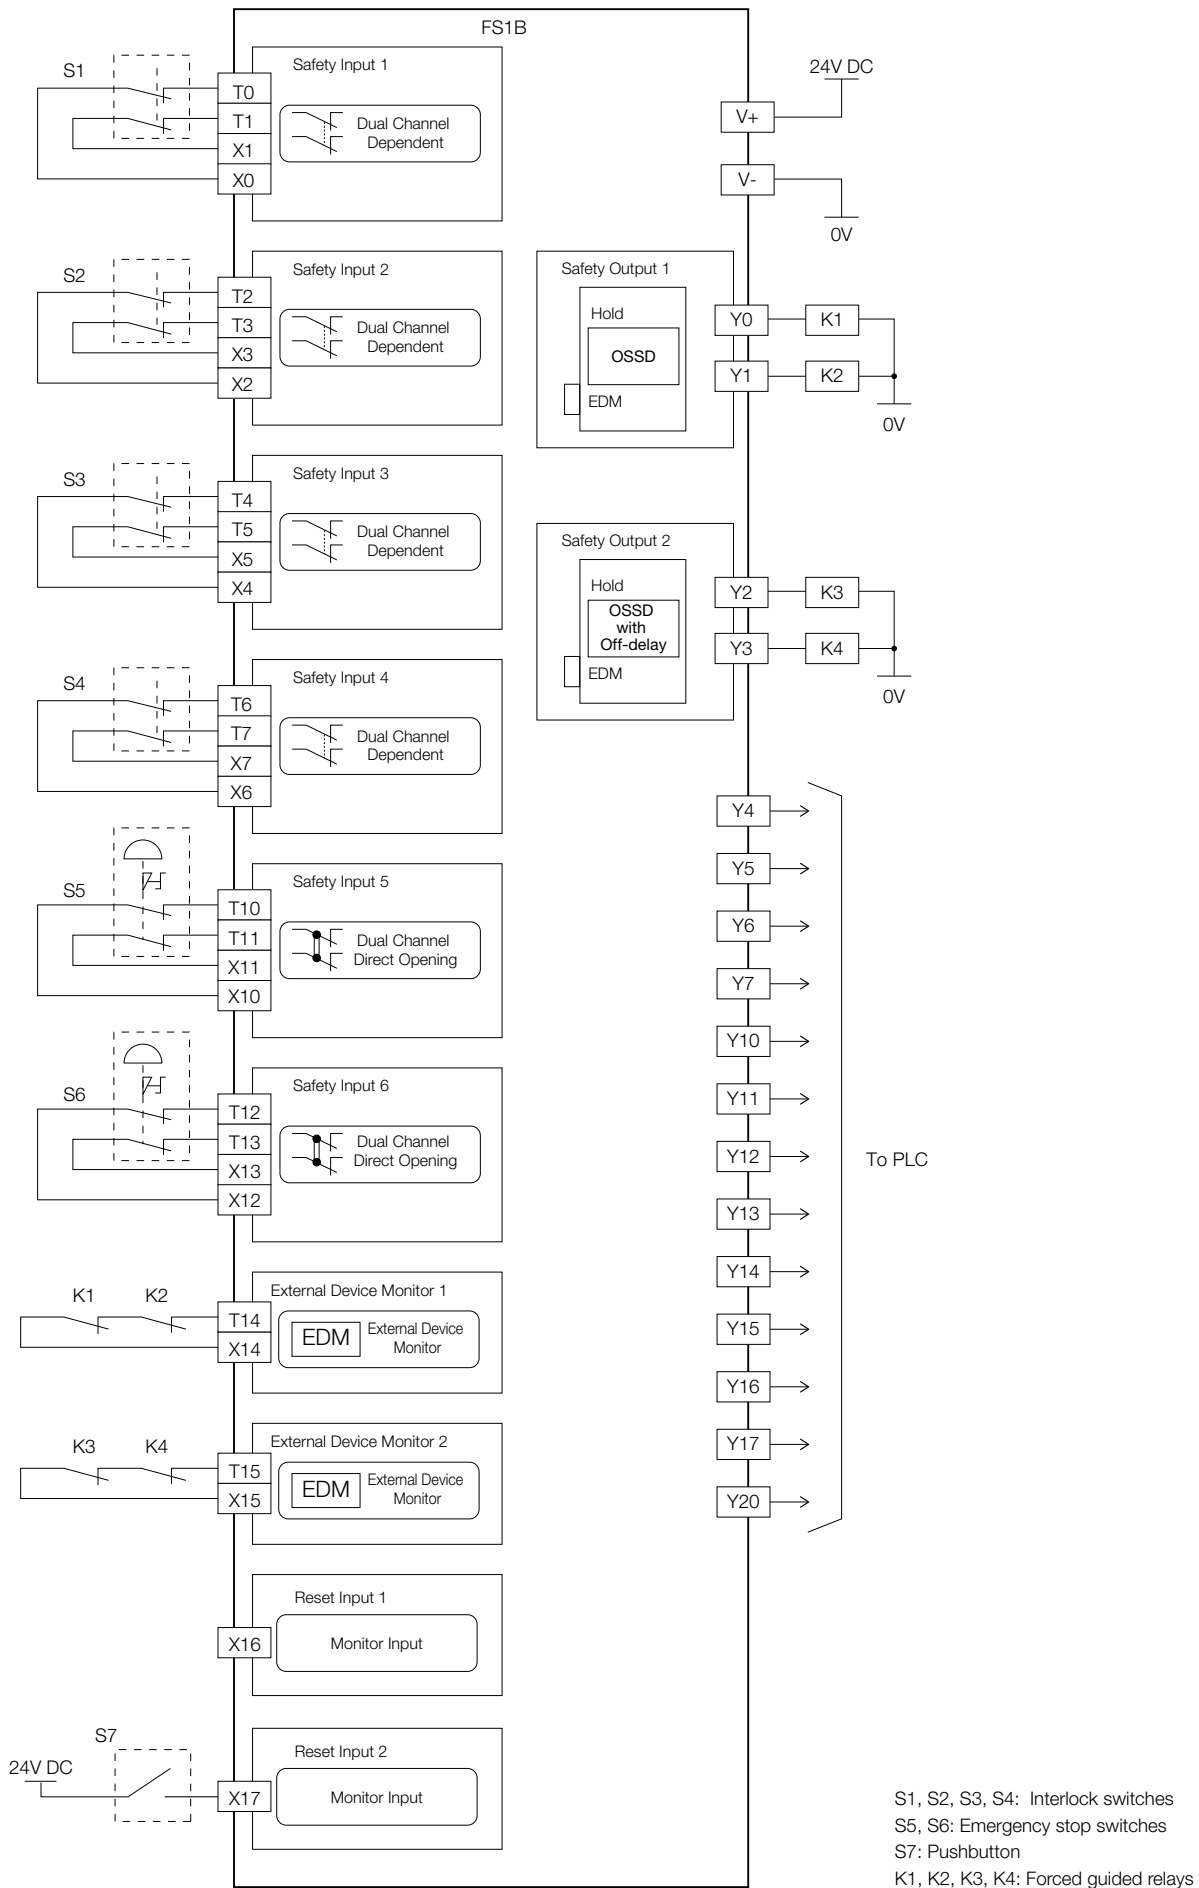 FS1B
S1
Safety Input 1
T0
T1
X1
X0
Dual Channel
Dependent
24V DC
V+
V-
0V
S2
Safety Input 2
T2
T3
X3
X2
Dual Channel
Dependent
Safety Output 1
Hold
OSSD
EDM
Y0
K1
Y1
K2
0V
S3
Safety Input 3
T4
T5
X5
X4
Dual Channel
Dependent
Safety Output 2
Hold
OSSD
with
Off-delay
EDM
Y2
K3
Y3
K4
0V
S4
Safety Input 4
T6
T7
X7
X6
Dual Channel
Dependent
S5
Safety Input 5
T10
T11
X11
X10
Dual Channel
Direct Opening
S6
Safety Input 6
T12
T13
X13
X12
Dual Channel
Direct Opening
Y4
Y5
Y6
Y7
Y10
Y11
Y12
Y13
Y14
Y15
Y16
Y17
Y20
To PLC
K1
K2
External Device Monitor 1
T14
X14
EDM
External Device
Monitor
K3
K4
External Device Monitor 2
T15
X15
EDM
External Device
Monitor
Reset Input 1
X16
Monitor Input
S7
24V DC
Reset Input 2
X17
Monitor Input
S1, S2, S3, S4: Interlock switches
S5, S6: Emergency stop switches
S7: Pushbutton
K1, K2, K3, K4: Forced guided relays